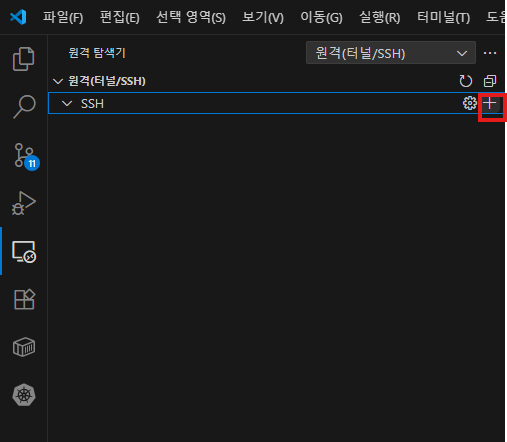 파일(F) 편집(E) 선택 영역(S) 보기(V) 이동(G) 실행(R) 터미널(T) 도움
원격 탐색기 원격(터널/SSH)
원격(터널/SSH)
SSH
11